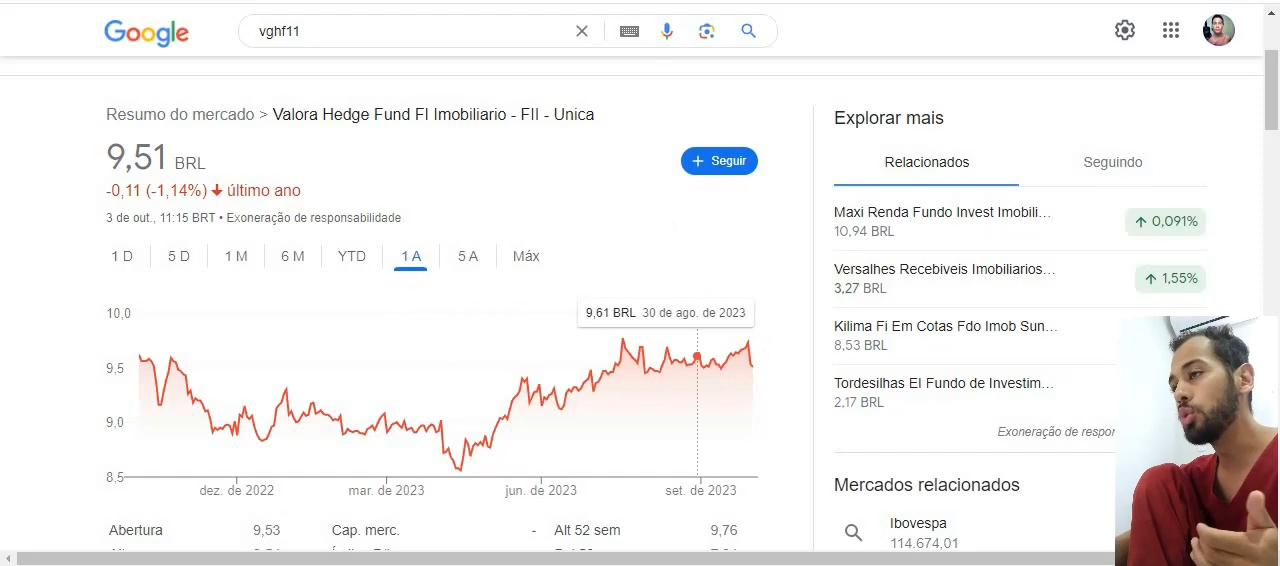 Google
vghf11
Resumo do mercado > Valora Hedge Fund FI Imobiliario - FII - Unica
9,51 BRL
+ Seguir
-0,11 (-1,14%) ↓ último ano
3 de out., 11:15 BRT • Exoneração de responsabilidade
1 D 5 D 1 M 6 M YTD 1 A 5 A Máx
9,61 BRL 30 de ago. de 2023
10,0
9,5
9,0
8,5
dez. de 2022 mar. de 2023 jun. de 2023 set. de 2023
Abertura 9,53 Cap. merc. - Alt 52 sem 9,76
Explorar mais
Relacionados Seguindo
Maxi Renda Fundo Invest Imobili...
10,94 BRL
↑ 0,091%
Versalhes Recebiveis Imobiliarios...
3,27 BRL
↑ 1,55%
Kilima Fi Em Cotas Fdo Imob Sun...
8,53 BRL
Tordesilhas EI Fundo de Investim...
2,17 BRL
Exoneração de respor
Mercados relacionados
Ibovespa
114.674,01